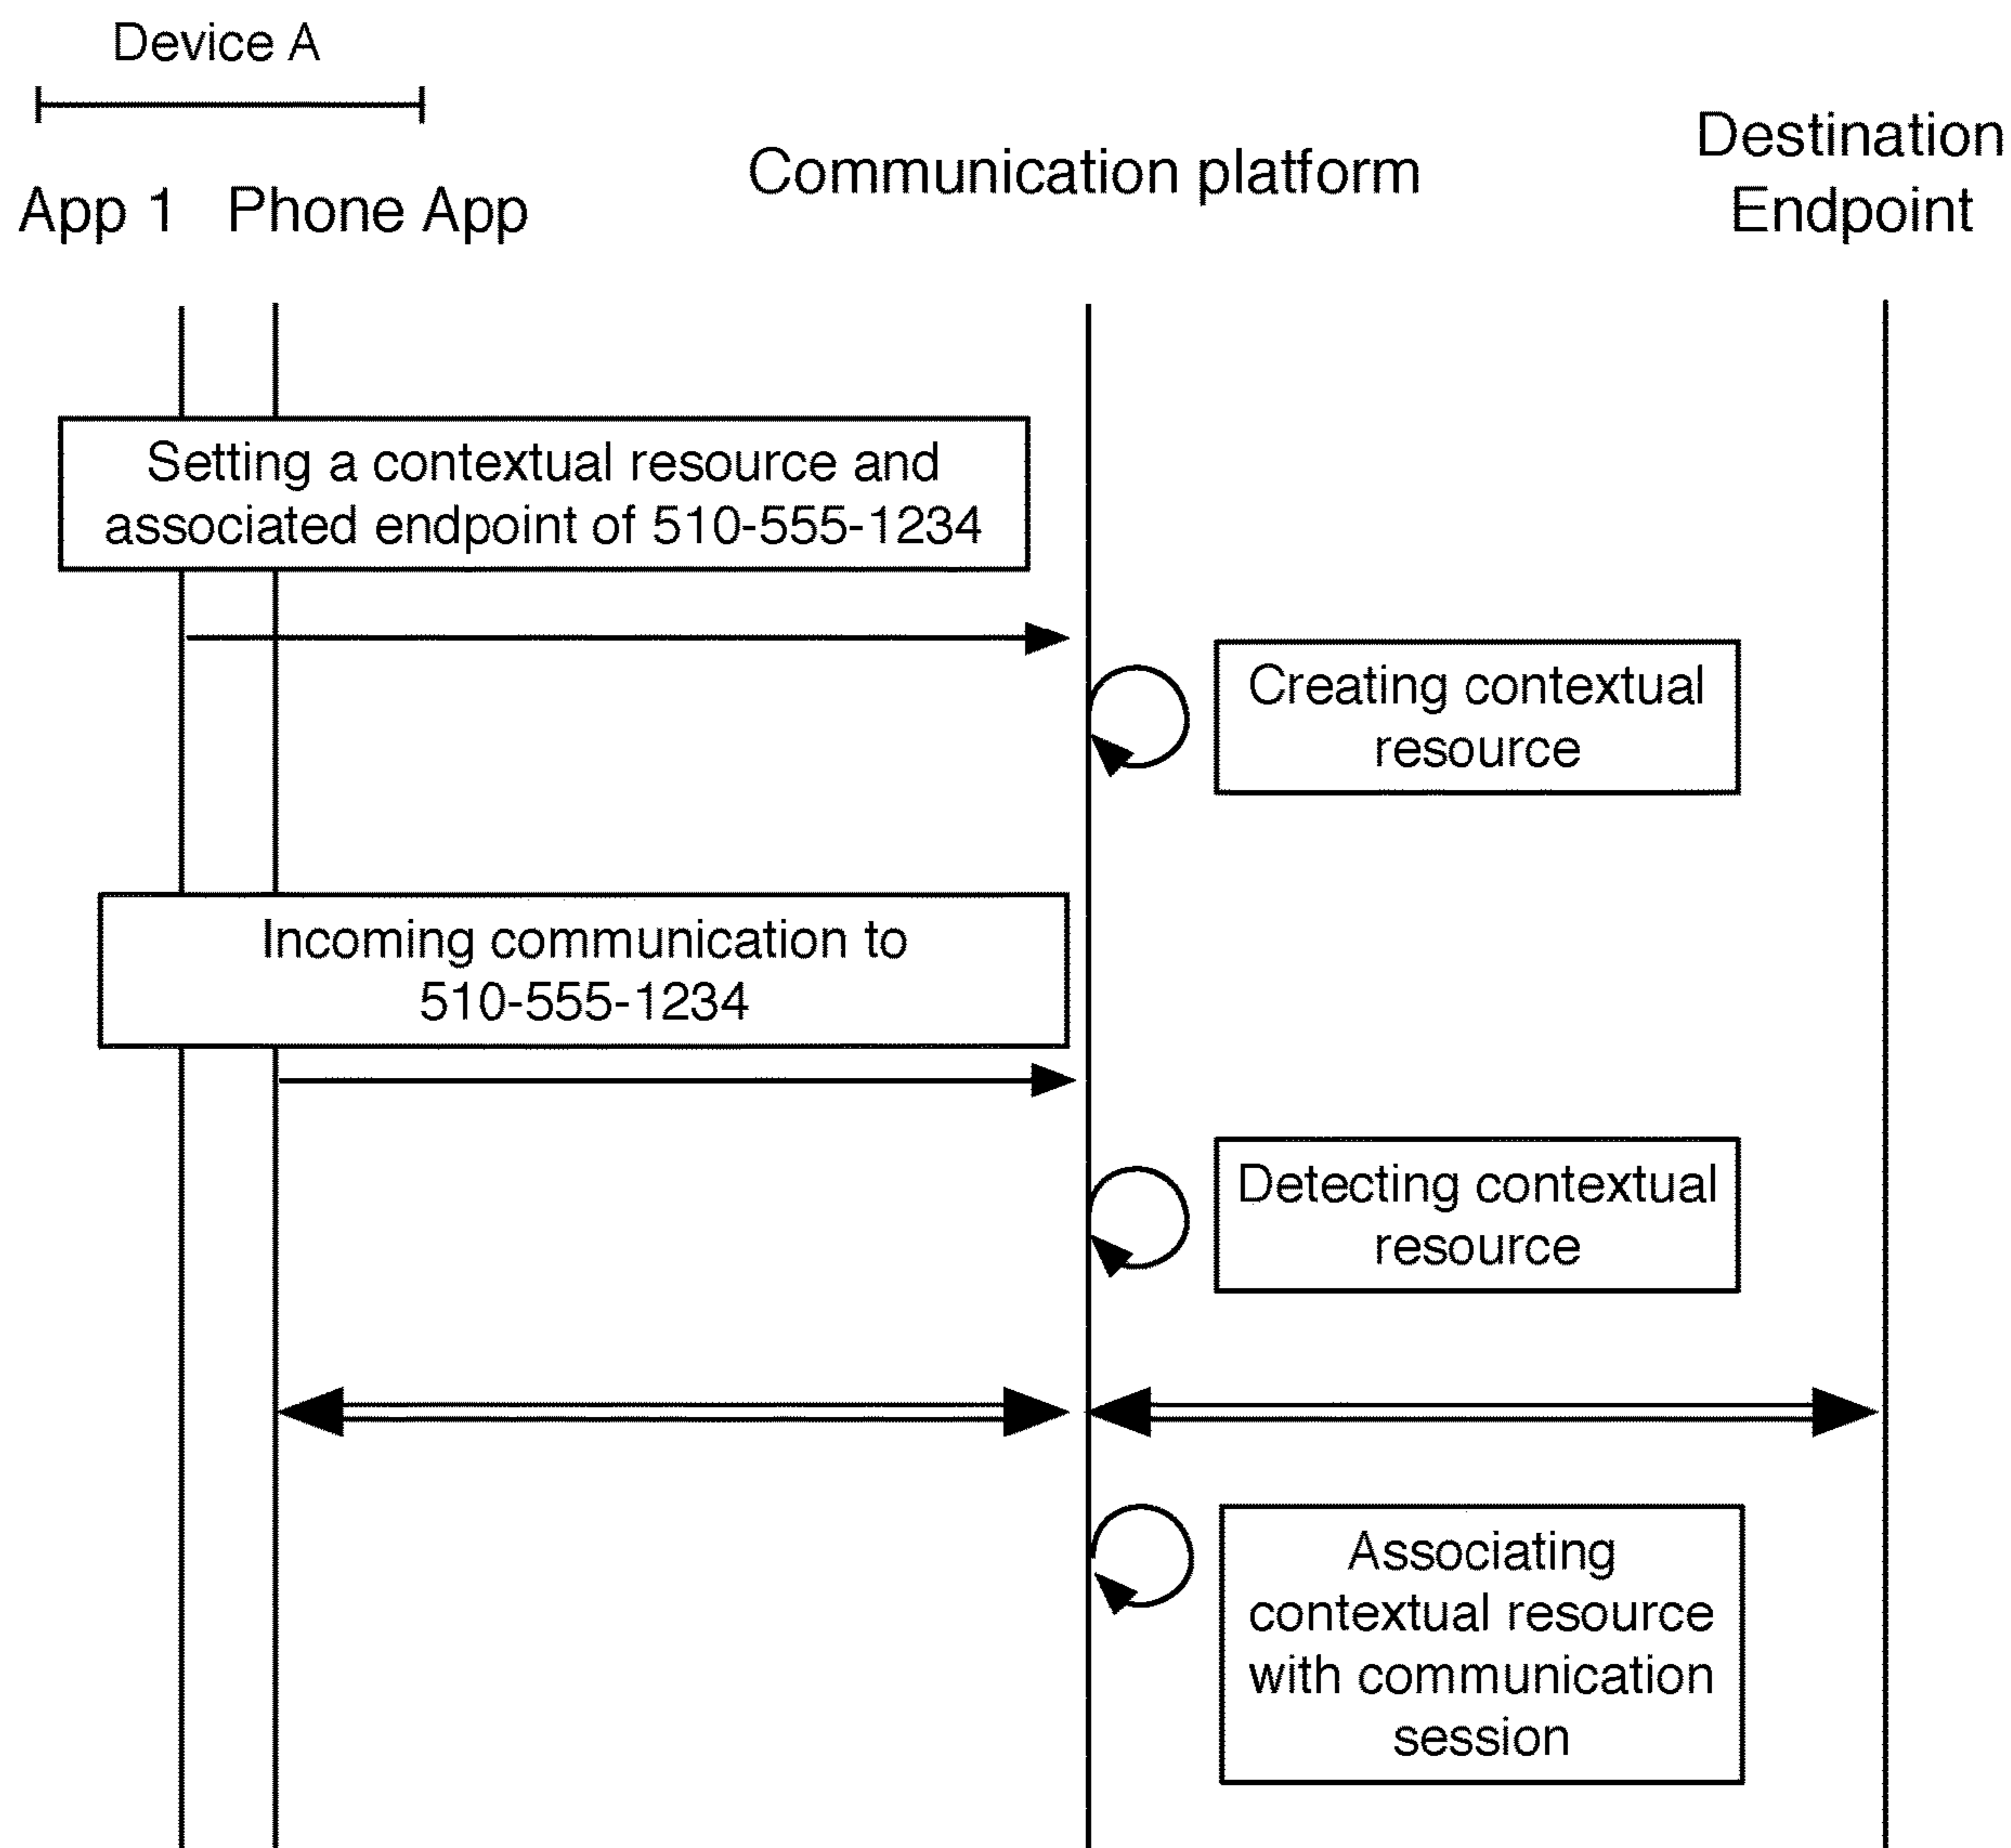 Device A
App 1
Phone App
Communication platform
Destination
Endpoint
Setting a contextual resource and
associated endpoint of 510-555-1234
Creating contextual
resource
Incoming communication to
510-555-1234
Detecting contextual
resource
Associating
contextual resource
with communication
session